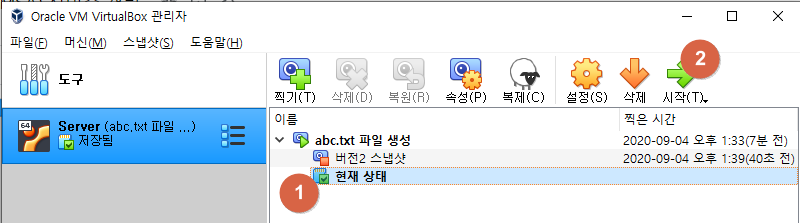 Oracle VM VirtualBox 관리자
파일(F) 머신(M) 스냅샷(S) 도움말(H)
도구
찍기(T) 삭제(D) 복원(R) 속성(P) 복제(C) 설정(S) 삭제 시작(T)
2
64
Server (abc.txt 파일 ...)
저장됨
이름 찍은 시간
abc.txt 파일 생성 2020-09-04 오후 1:33(7분 전)
버전2 스냅샷 2020-09-04 오후 1:39(40초 전)
1
현재 상태